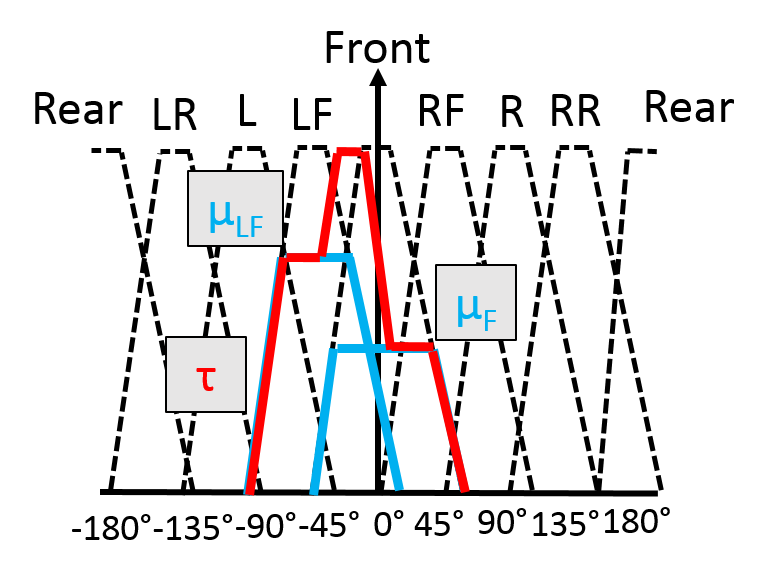 Front
Rear LR L LF RF R RR Rear
μLF
μF
τ
-180° -135° -90° -45° 0° 45° 90° 135° 180°